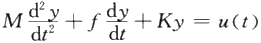 M d²y/dt² + f dy/dt + Ky = u(t)